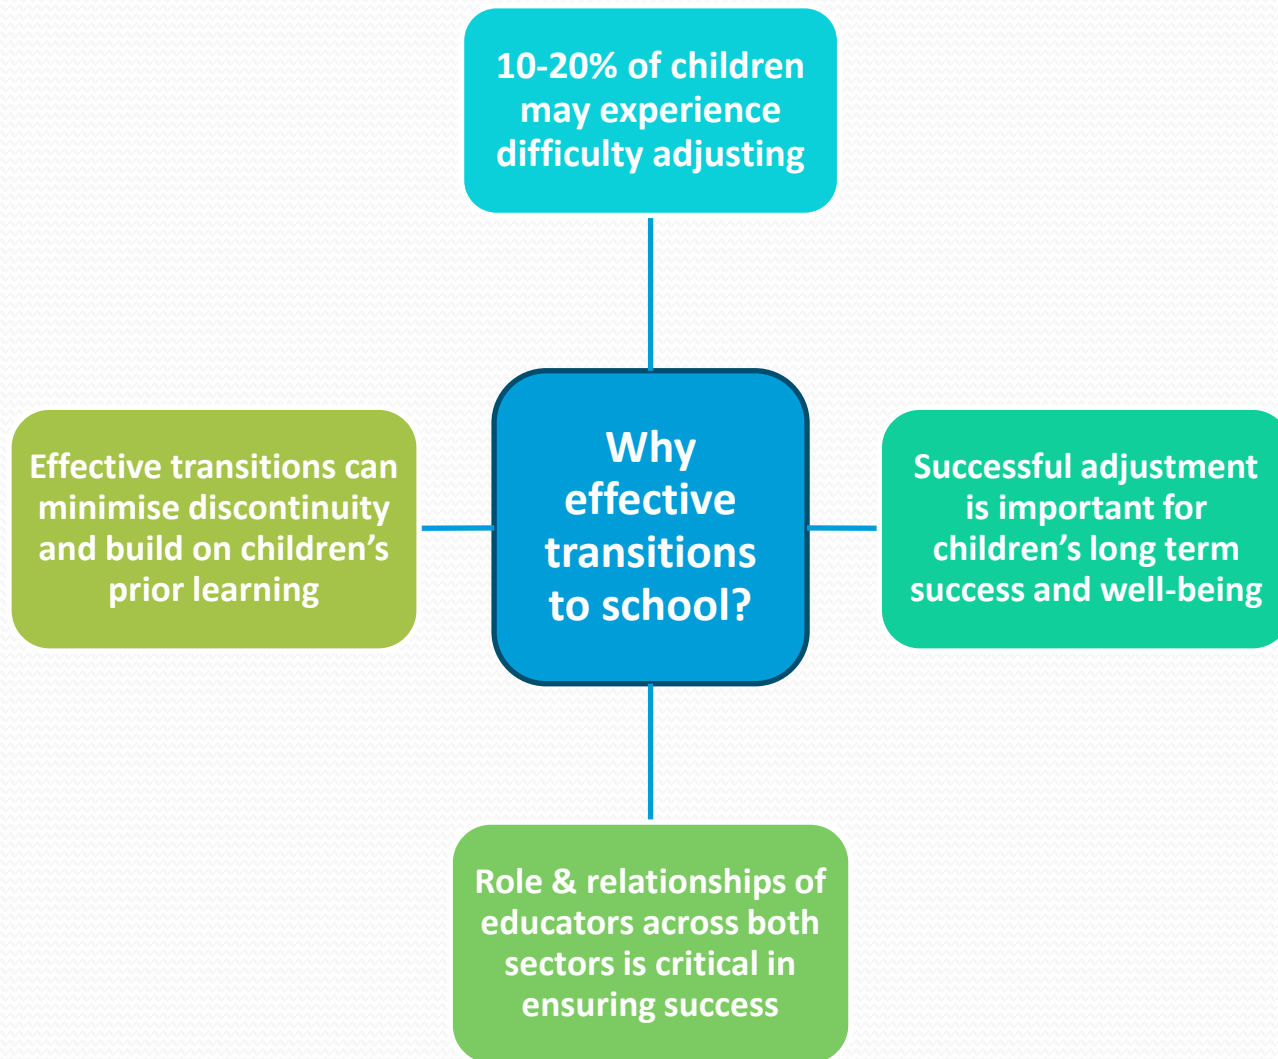 10-20% of children
may experience
difficulty adjusting
Why
effective
transitions
to school?
Effective transitions can
minimise discontinuity
and build on children’s
prior learning
Successful adjustment
is important for
children’s long term
success and well-being
Role & relationships of
educators across both
sectors is critical in
ensuring success